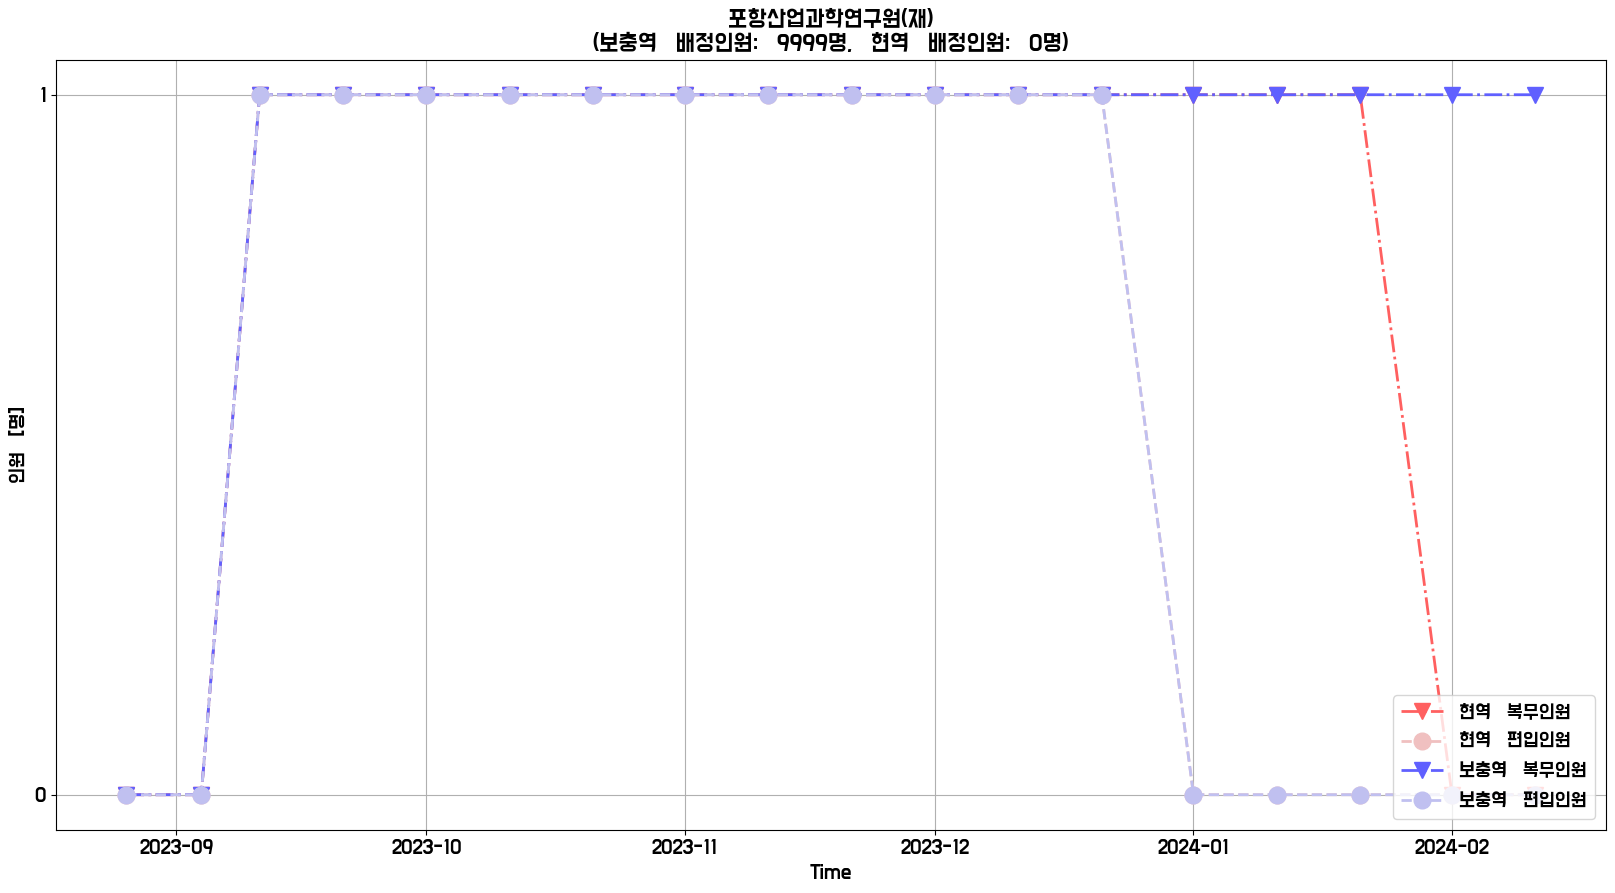 포항산업과학연구원(재)
(보충역 배정인원: 9999명, 현역 배정인원: 0명)
1
인원 [명]
0
현역 복무인원
현역 편입인원
보충역 복무인원
보충역 편입인원
2023-09 2023-10 2023-11 2023-12 2024-01 2024-02
Time